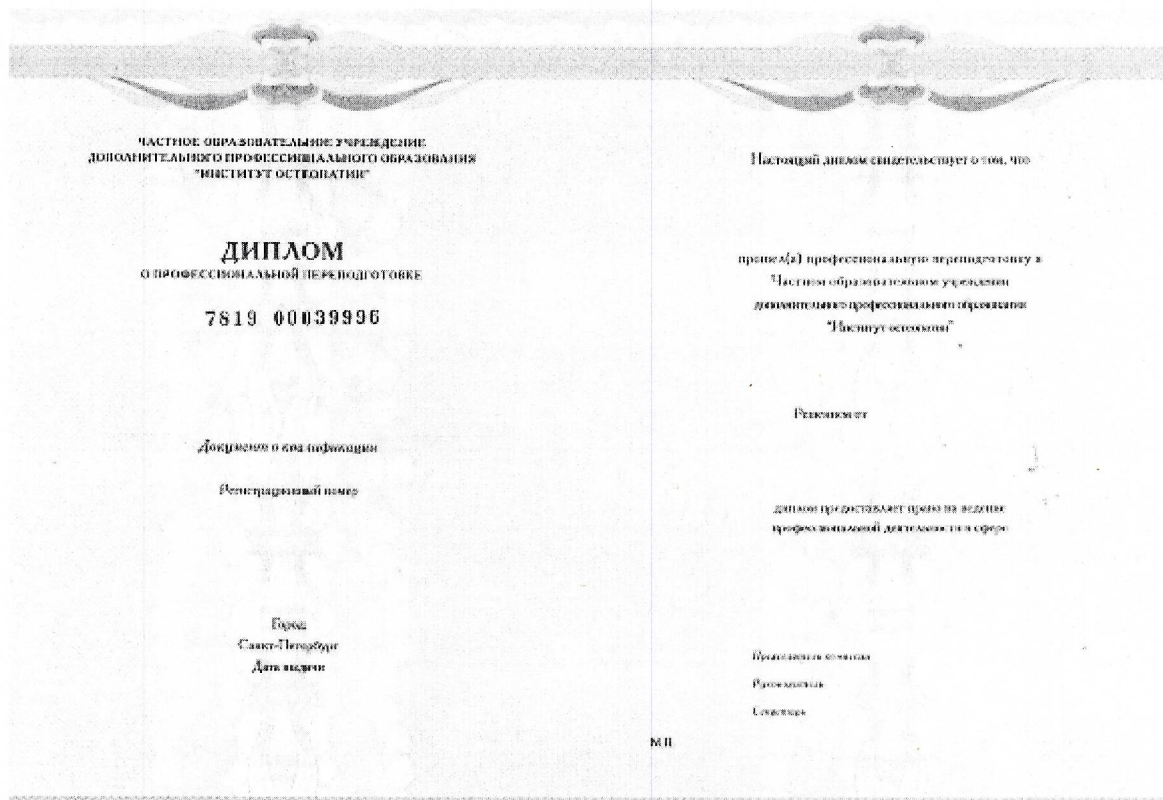 ЧАСТНОЕ ОБРАЗОВАТЕЛЬНОЕ УЧРЕЖДЕНИЕ
ДОПОЛНИТЕЛЬНОГО ПРОФЕССИОНАЛЬНОГО ОБРАЗОВАНИЯ
"ИНСТИТУТ ОСТЕОПАТИИ"
ДИПЛОМ
О ПРОФЕССИОНАЛЬНОЙ ПЕРЕПОДГОТОВКЕ
7819 00039996
Документ о квалификации
Регистрационный номер
Город
Санкт-Петербург
Дата выдачи
Настоящий диплом свидетельствует о том, что
прошел(а) профессиональную переподготовку в
Частном образовательном учреждении
дополнительного профессионального образования
"Институт остеопатии"
Решением от
диплом предоставляет право на ведение
профессиональной деятельности в сфере
Председатель комиссии
Руководитель
Секретарь
М.П.